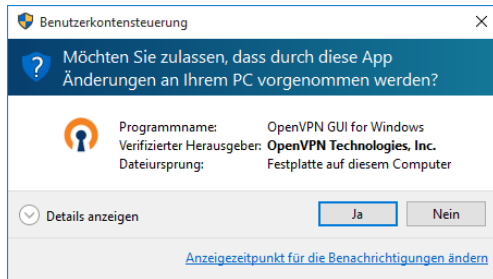 Benutzerkontensteuerung
Möchten Sie zulassen, dass durch diese App
Änderungen an Ihrem PC vorgenommen werden?
Programmname: OpenVPN GUI for Windows
Verifizierter Herausgeber: OpenVPN Technologies, Inc.
Dateiursprung: Festplatte auf diesem Computer
Details anzeigen Ja Nein
Anzeigezeitpunkt für die Benachrichtigungen ändern